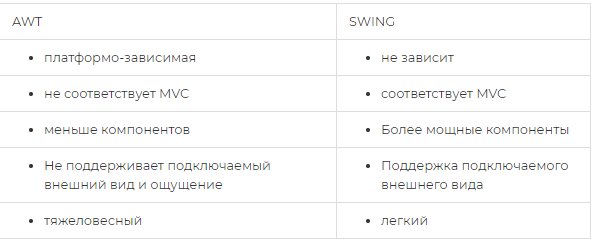 AWT
SWING
платформо-зависимая
не зависит
не соответствует MVC
соответствует MVC
меньше компонентов
Более мощные компоненты
Не поддерживает подключаемый
внешний вид и ощущение
Поддержка подключаемого
внешнего вида
тяжеловесный
легкий